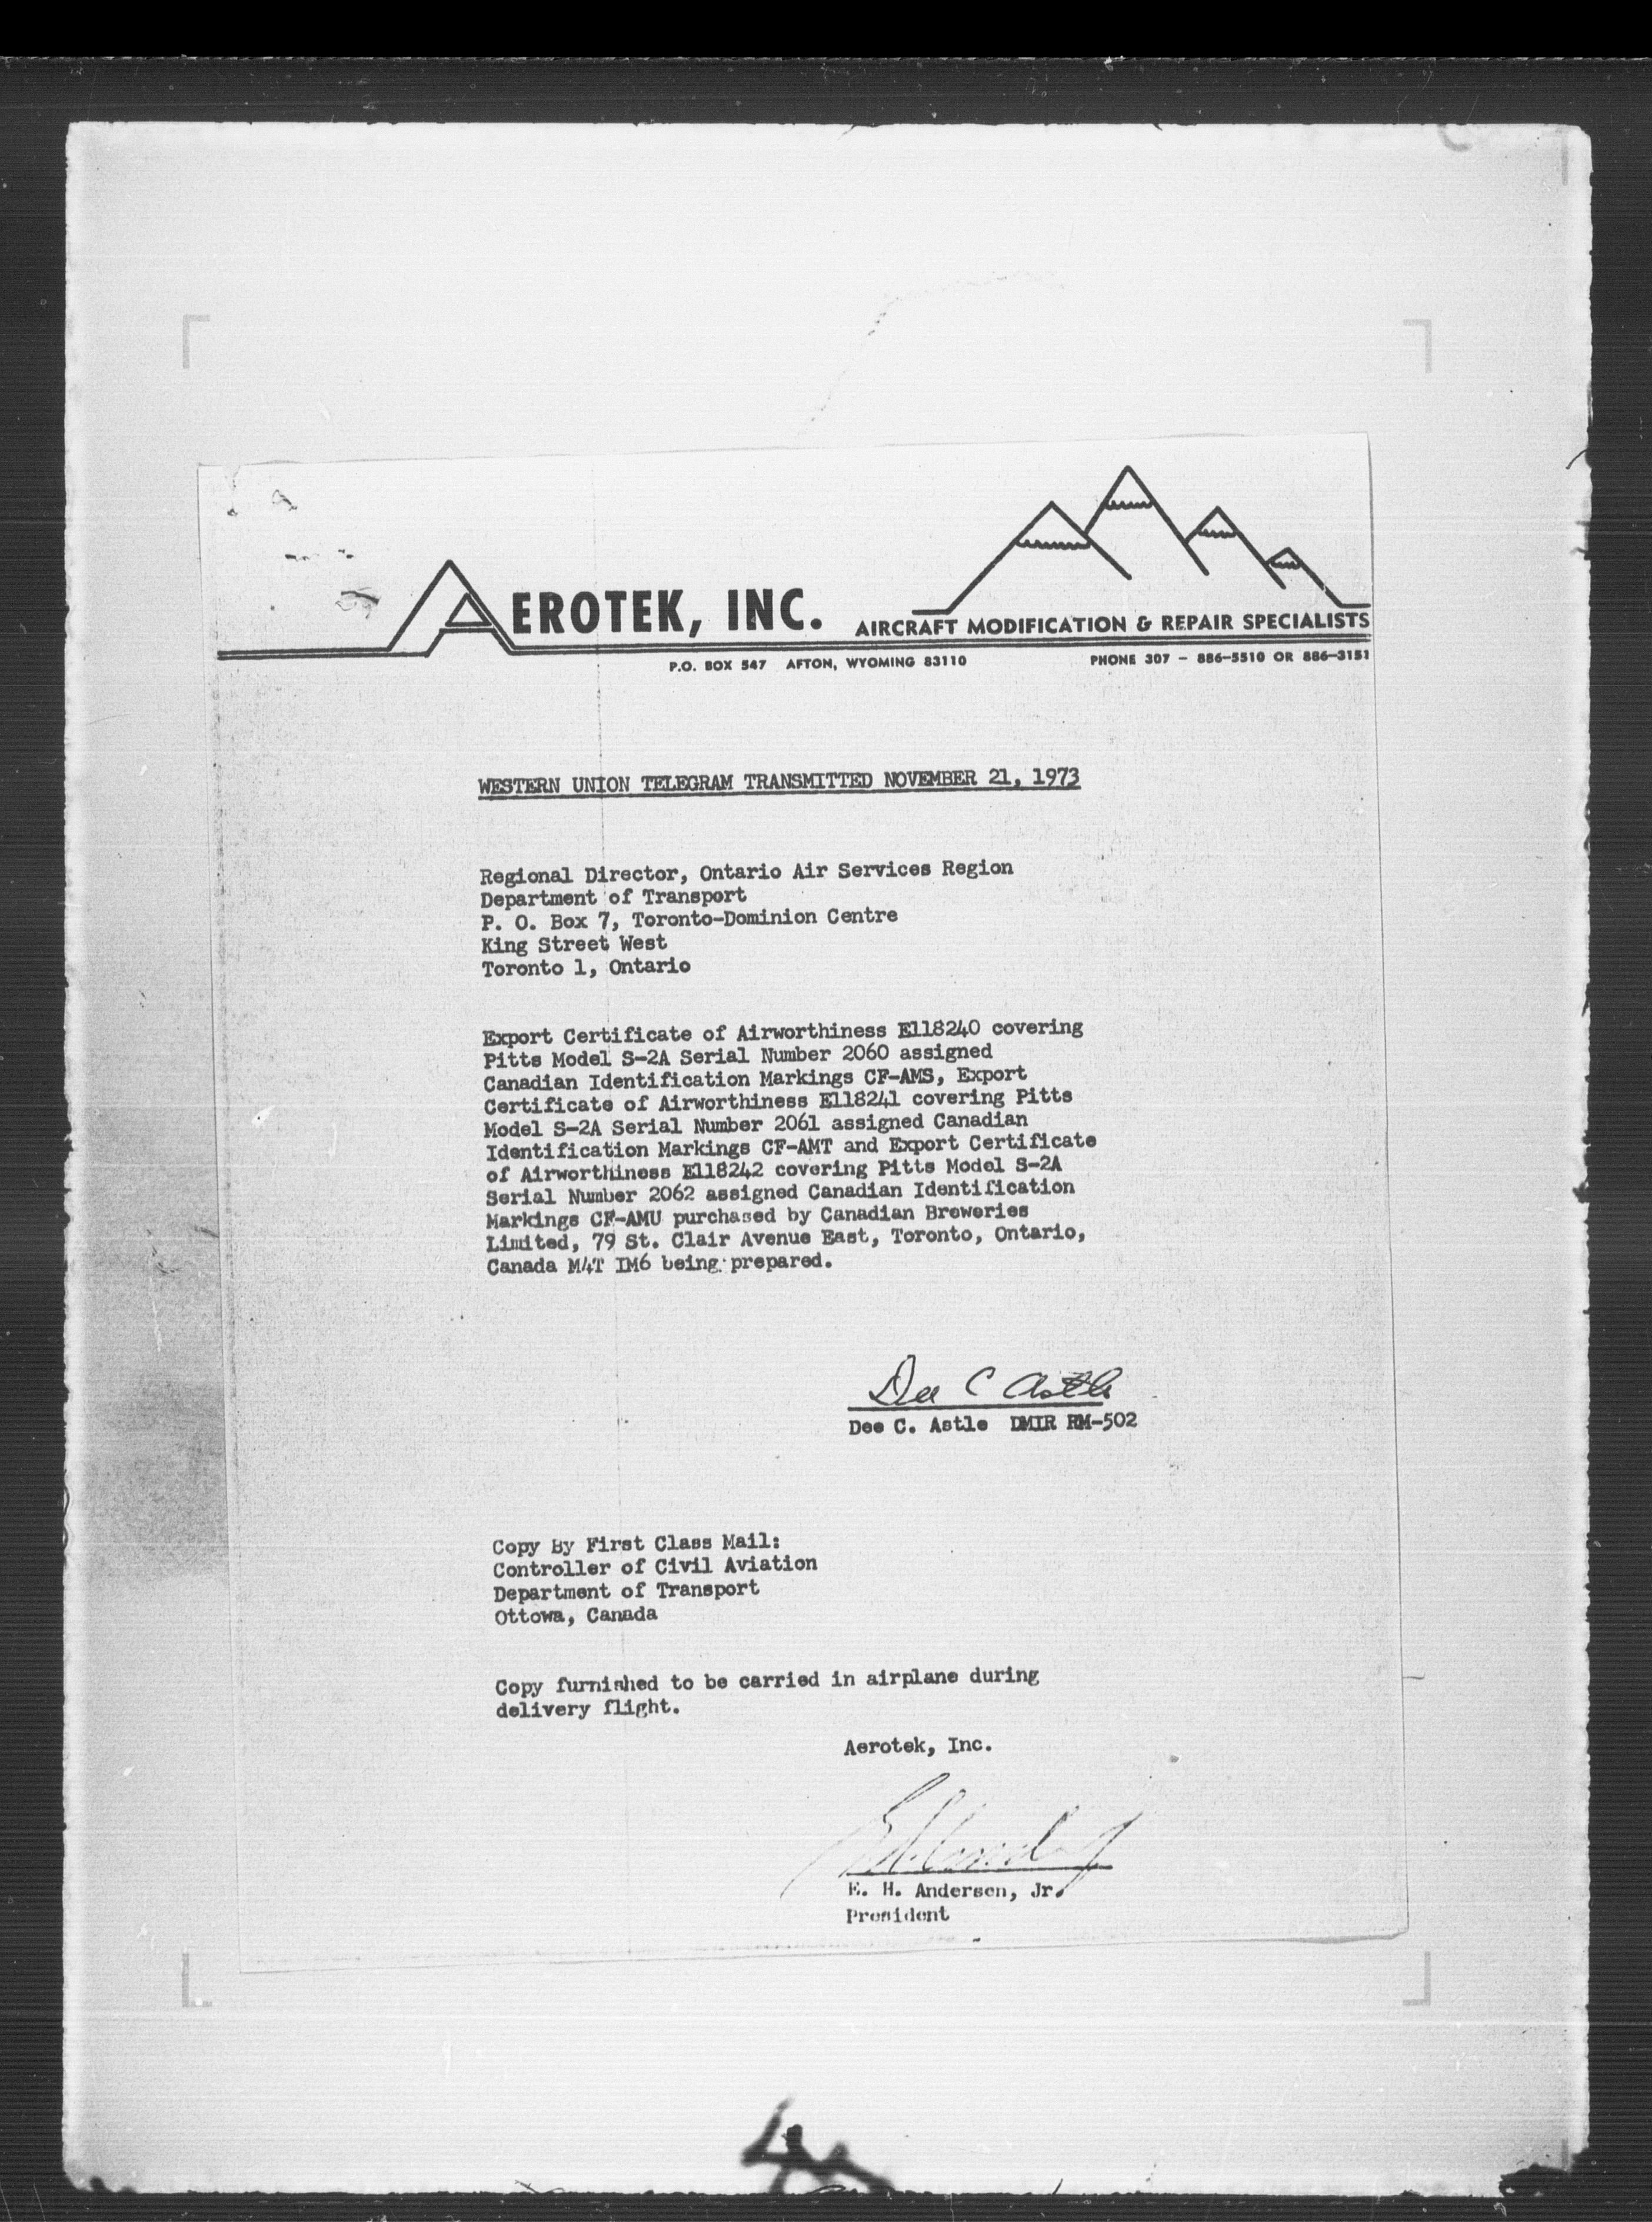 AEROTEK, INC.
AIRCRAFT MODIFICATION & REPAIR SPECIALISTS
P.O. BOX 547 AFTON, WYOMING 83110
PHONE 307 - 886-5510 OR 886-3151
WESTERN UNION TELEGRAM TRANSMITTED NOVEMBER 21, 1973
Regional Director, Ontario Air Services Region
Department of Transport
P. O. Box 7, Toronto-Dominion Centre
King Street West
Toronto 1, Ontario
Export Certificate of Airworthiness E118240 covering
Pitts Model S-2A Serial Number 2060 assigned
Canadian Identification Markings CF-AMS, Export
Certificate of Airworthiness E118241 covering Pitts
Model S-2A Serial Number 2061 assigned Canadian
Identification Markings CF-AMT and Export Certificate
of Airworthiness E118242 covering Pitts Model S-2A
Serial Number 2062 assigned Canadian Identification
Markings CF-AMU purchased by Canadian Breweries
Limited, 79 St. Clair Avenue East, Toronto, Ontario,
Canada M4T IM6 being prepared.
Dee C Astle
Dee C. Astle DMIR RM-502
Copy By First Class Mail:
Controller of Civil Aviation
Department of Transport
Ottowa, Canada
Copy furnished to be carried in airplane during
delivery flight.
Aerotek, Inc.
E. H. Andersen, Jr.
President